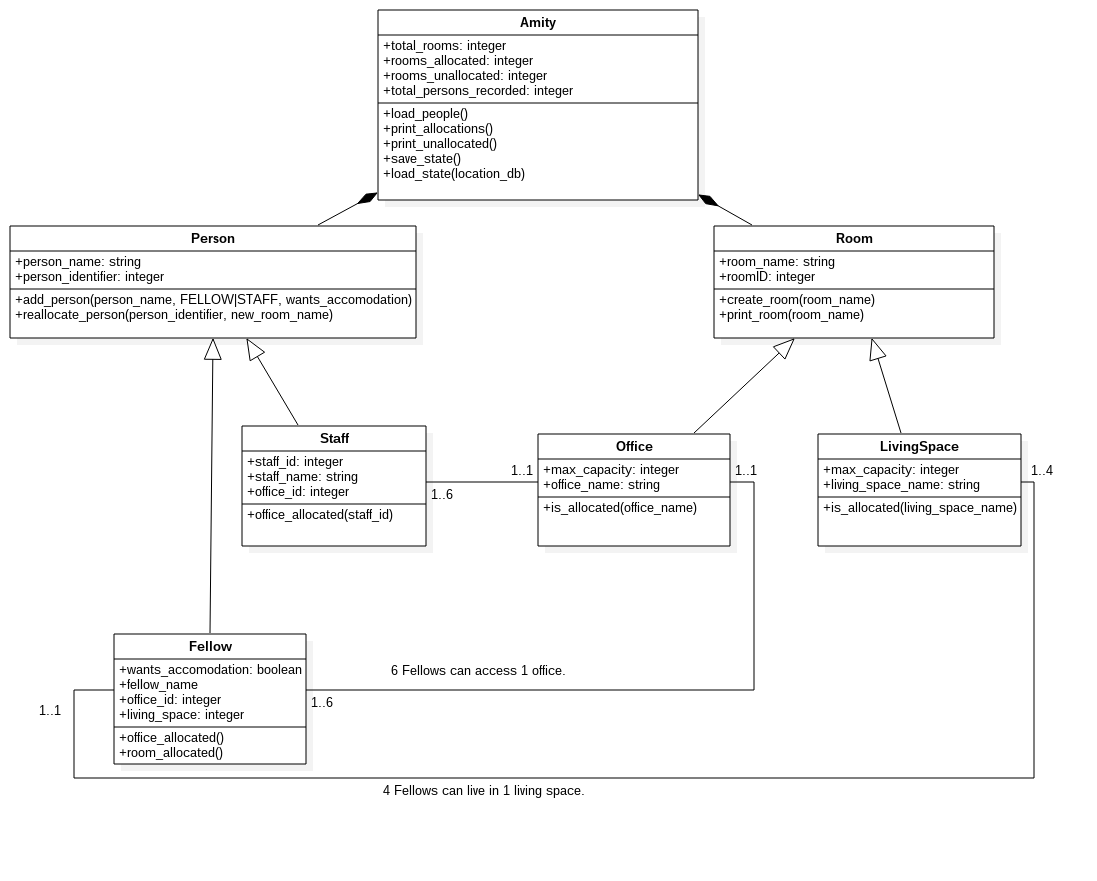 Amity
+total_rooms: integer
+rooms_allocated: integer
+rooms_unallocated: integer
+total_persons_recorded: integer
+load_people()
+print_allocations()
+print_unallocated()
+save_state()
+load_state(location_db)
Person
+person_name: string
+person_identifier: integer
+add_person(person_name, FELLOW|STAFF, wants_accomodation)
+reallocate_person(person_identifier, new_room_name)
Room
+room_name: string
+roomID: integer
+create_room(room_name)
+print_room(room_name)
Staff
+staff_id: integer
+staff_name: string
+office_id: integer
+office_allocated(staff_id)
1..6
1..1
Office
+max_capacity: integer
+office_name: string
+is_allocated(office_name)
1..1
LivingSpace
+max_capacity: integer
+living_space_name: string
+is_allocated(living_space_name)
1..4
Fellow
+wants_accomodation: boolean
+fellow_name
+office_id: integer
+living_space: integer
+office_allocated()
+room_allocated()
1..1
1..6
6 Fellows can access 1 office.
4 Fellows can live in 1 living space.